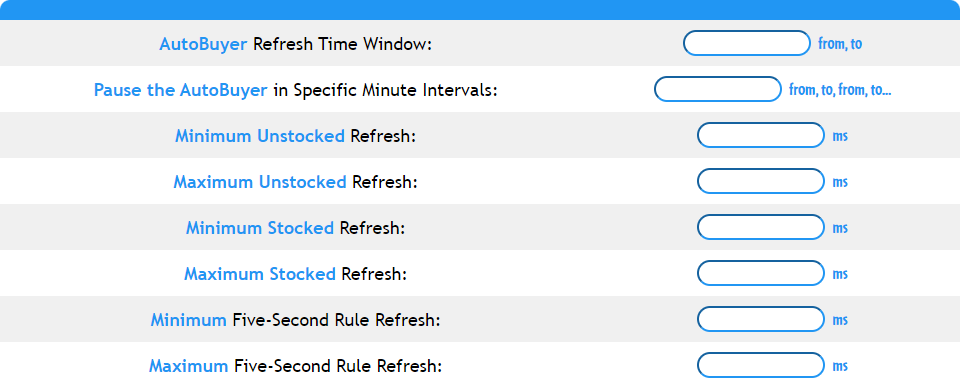 AutoBuyer Refresh Time Window: from, to
Pause the AutoBuyer in Specific Minute Intervals: from, to, from, to...
Minimum Unstocked Refresh: ms
Maximum Unstocked Refresh: ms
Minimum Stocked Refresh: ms
Maximum Stocked Refresh: ms
Minimum Five-Second Rule Refresh: ms
Maximum Five-Second Rule Refresh: ms